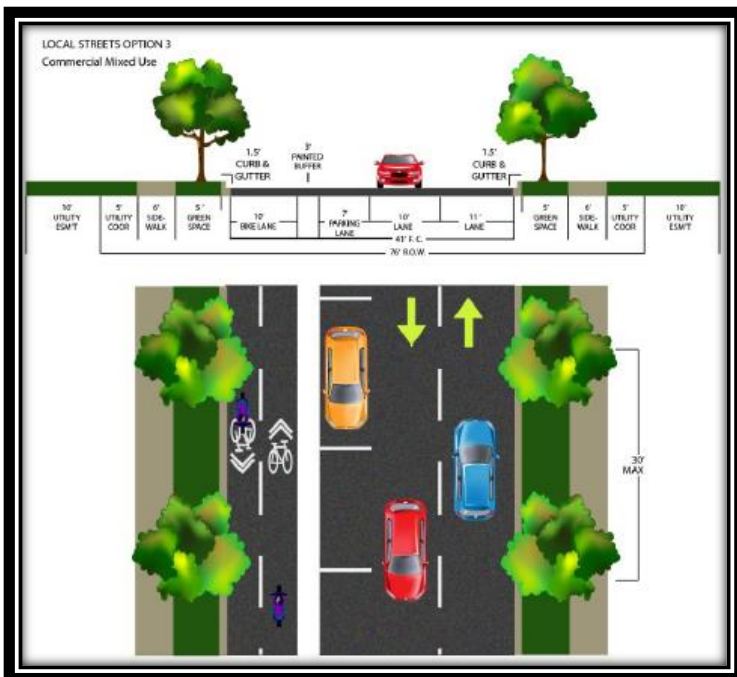 LOCAL STREETS OPTION 3
Commercial Mixed Use
1.5'
CURB &
GUTTER
3'
PAINTED
BUFFER
1.5'
CURB &
GUTTER
10'
UTILITY
ESM'T
5'
UTILITY
COOR
6'
SIDE-
WALK
5'
GREEN
SPACE
10'
BIKE LANE
7'
PARKING
LANE
10'
LANE
11'
LANE
5'
GREEN
SPACE
6'
SIDE-
WALK
5'
UTILITY
COOR
10'
UTILITY
ESM'T
76' R.O.W.
30'
MAX